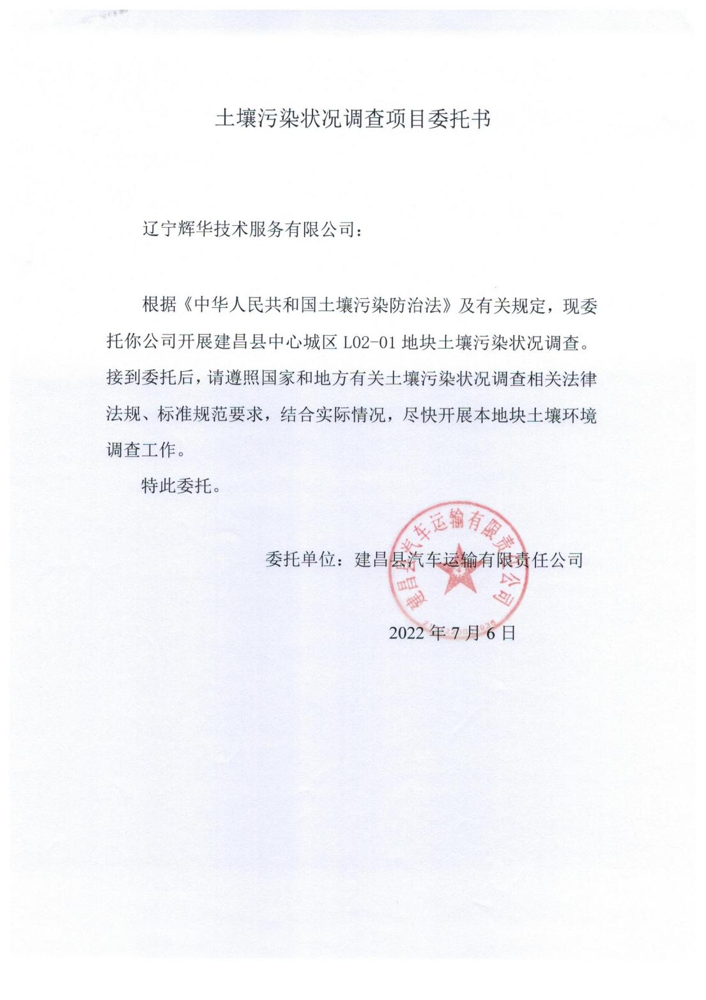 土壤污染状况调查项目委托书
辽宁辉华技术服务有限公司：
根据《中华人民共和国土壤污染防治法》及有关规定，现委
托你公司开展建昌县中心城区 L02-01 地块土壤污染状况调查。
接到委托后，请遵照国家和地方有关土壤污染状况调查相关法律
法规、标准规范要求，结合实际情况，尽快开展本地块土壤环境
调查工作。
特此委托。
建昌县汽车运输有限责任公司
委托单位：建昌县汽车运输有限责任公司
2022 年 7 月 6 日